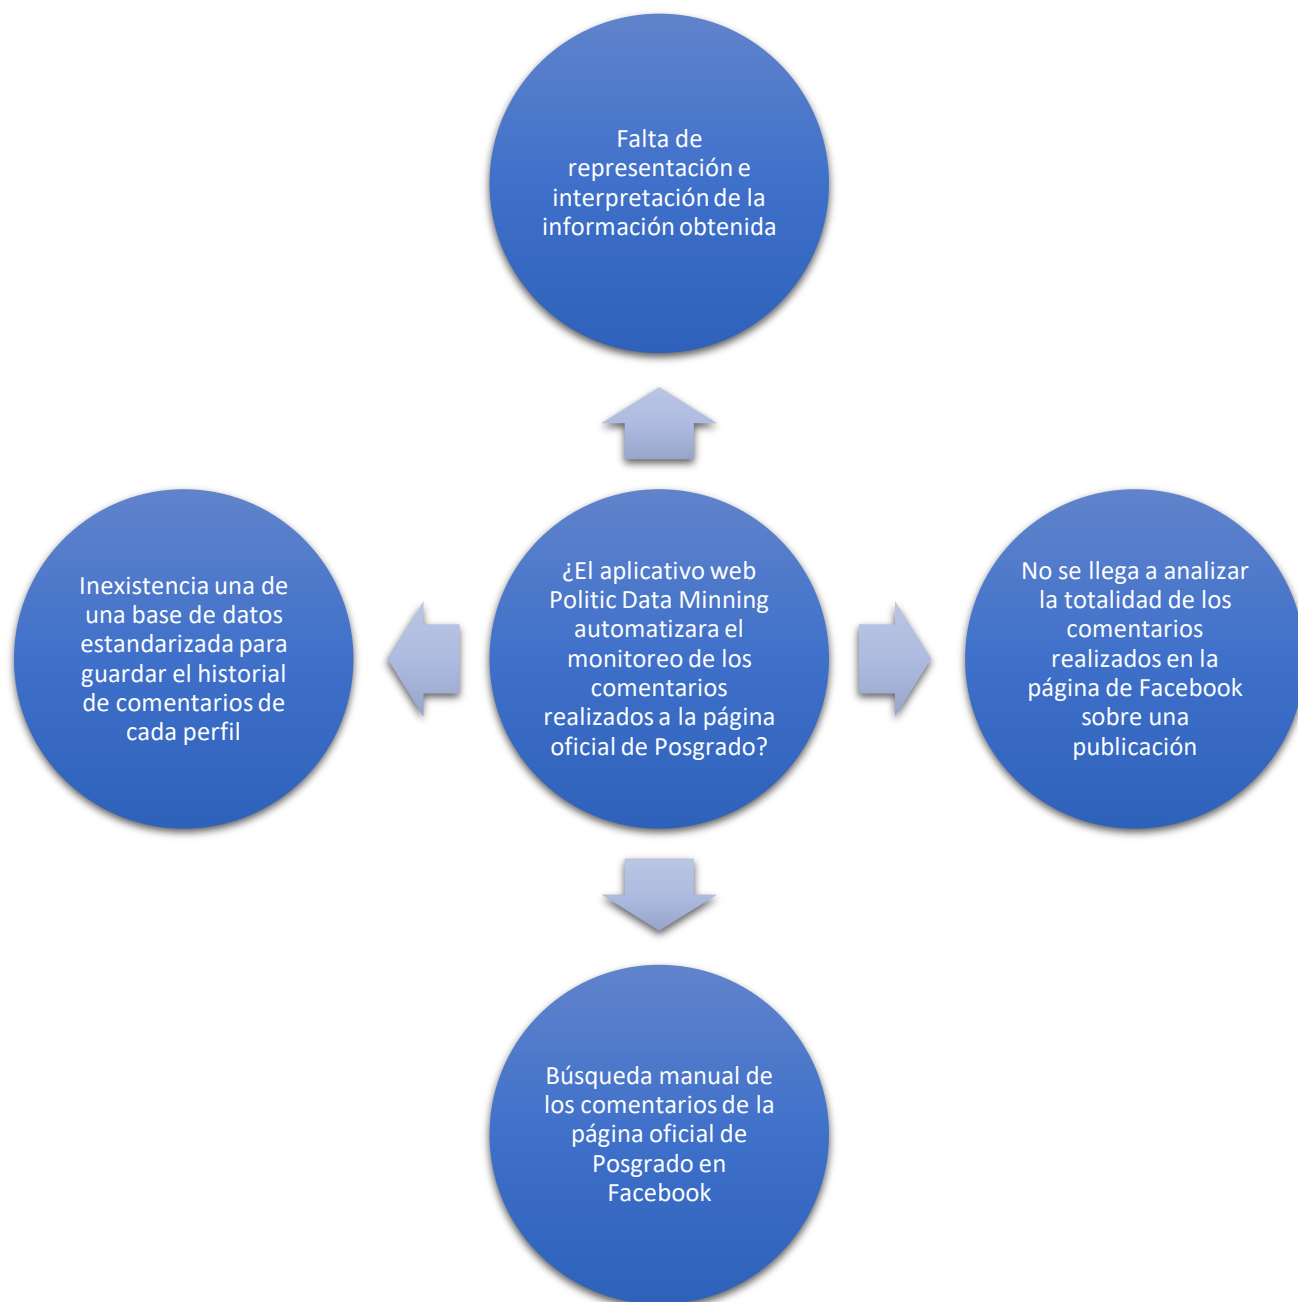 Falta de
representación e
interpretación de la
información obtenida
Inexistencia una de
una base de datos
estandarizada para
guardar el historial
de comentarios de
cada perfil
¿El aplicativo web
Politic Data Minning
automatizara el
monitoreo de los
comentarios
realizados a la página
oficial de Posgrado?
No se llega a analizar
la totalidad de los
comentarios
realizados en la
página de Facebook
sobre una
publicación
Búsqueda manual de
los comentarios de la
página oficial de
Posgrado en
Facebook